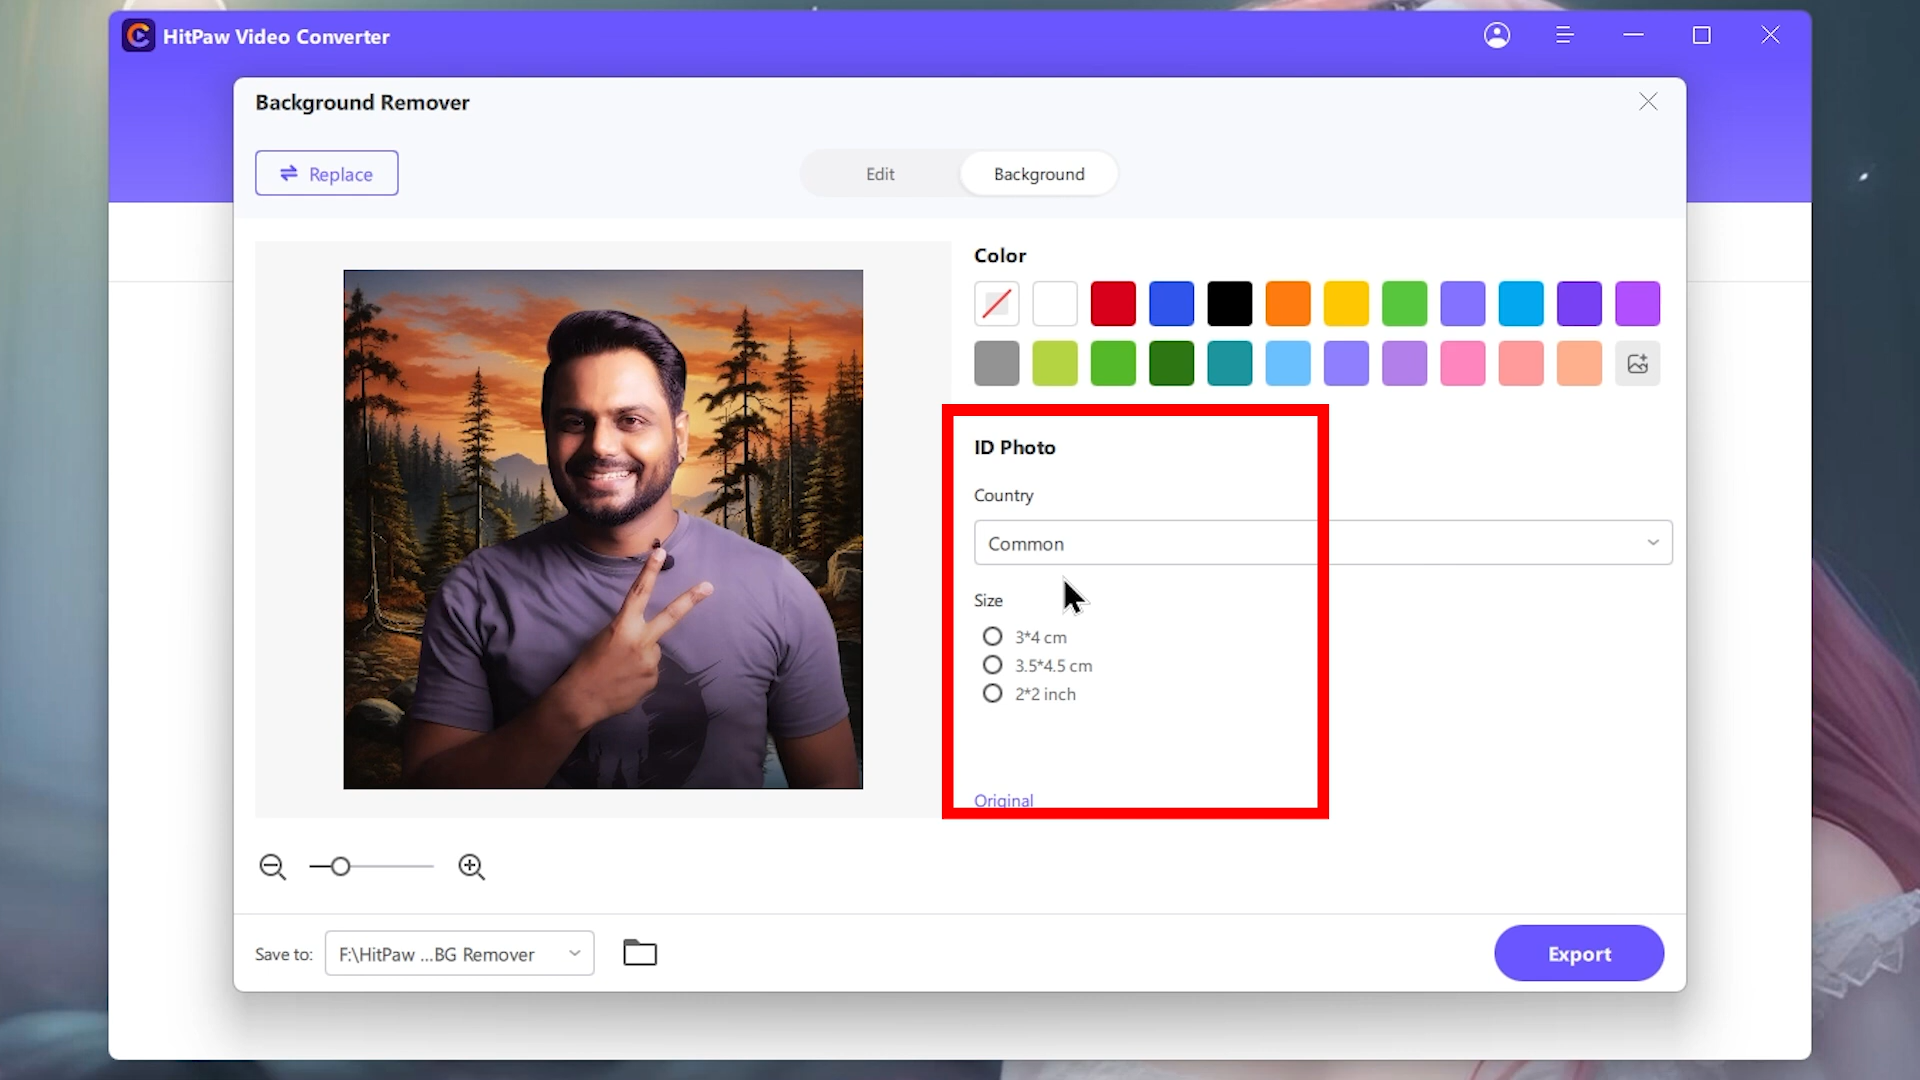 HitPaw Video Converter
Background Remover
Replace
Edit
Background
Color
ID Photo
Country
Common
Size
3*4 cm
3.5*4.5 cm
2*2 inch
Original
Save to:
F:\HitPaw ...BG Remover
Export